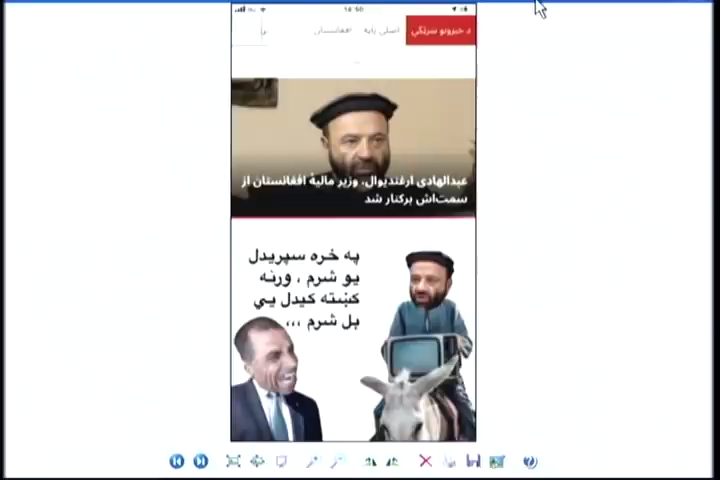 د خبرونو سرټکي
اصلي پاڼه
افغانستان
عبدالهادی ارغندیوال، وزیر مالیهٔ افغانستان از
سمت‌اش برکنار شد
په خره سپریدل
یو شرم ، ورنه
کښته کیدل یې
بل شرم ،،،